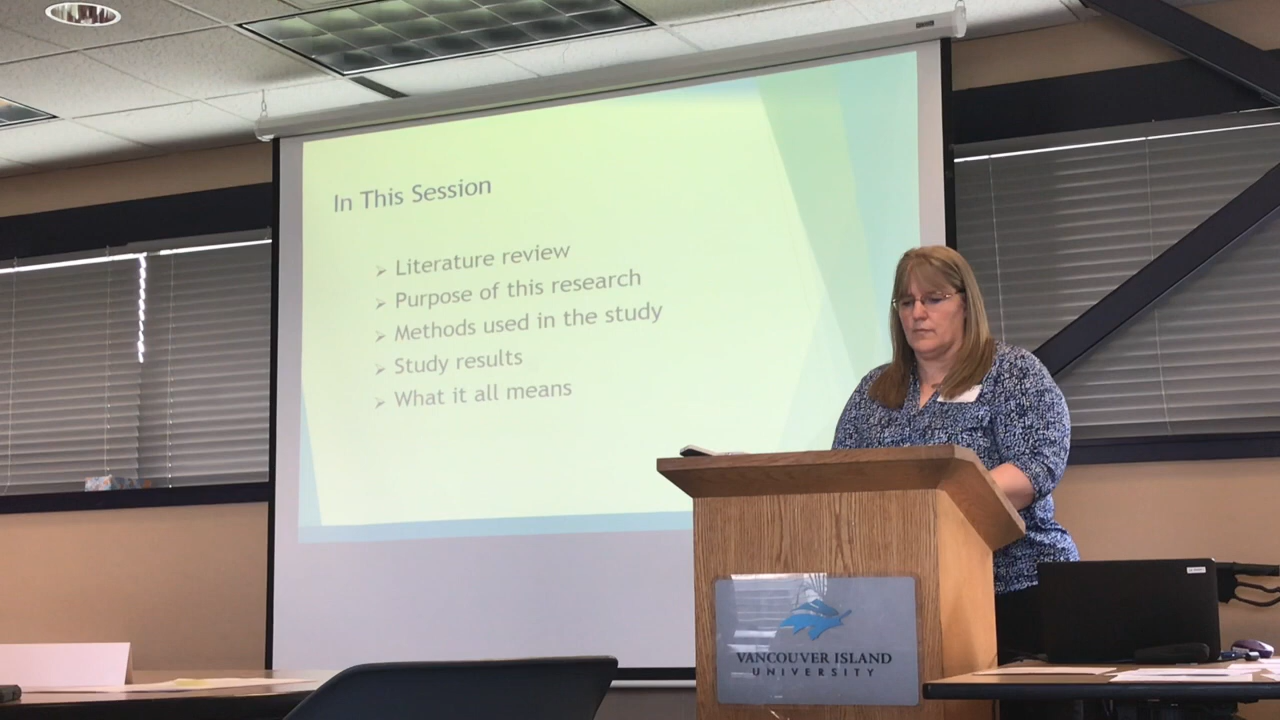 In This Session
➢ Literature review
➢ Purpose of this research
➢ Methods used in the study
➢ Study results
➢ What it all means
VANCOUVER ISLAND
UNIVERSITY